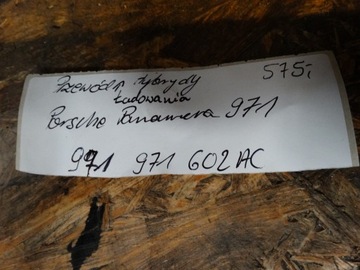 Przewód hybrydy 575,-
Ładowania
Porsche Panamera 971
971 971 602 AC